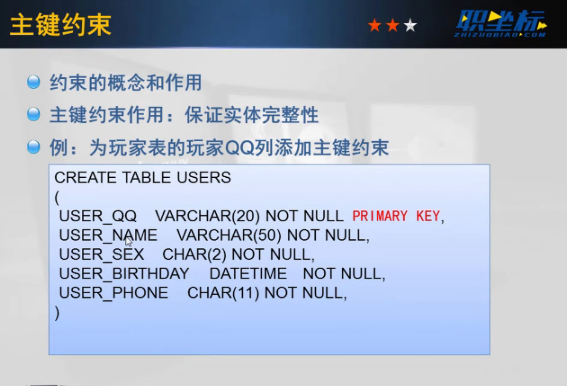 主键约束
职坐标
ZHIZUOBIAO.COM
约束的概念和作用
主键约束作用：保证实体完整性
例：为玩家表的玩家QQ列添加主键约束
CREATE TABLE USERS
(
USER_QQ VARCHAR(20) NOT NULL PRIMARY KEY,
USER_NAME VARCHAR(50) NOT NULL,
USER_SEX CHAR(2) NOT NULL,
USER_BIRTHDAY DATETIME NOT NULL,
USER_PHONE CHAR(11) NOT NULL,
)